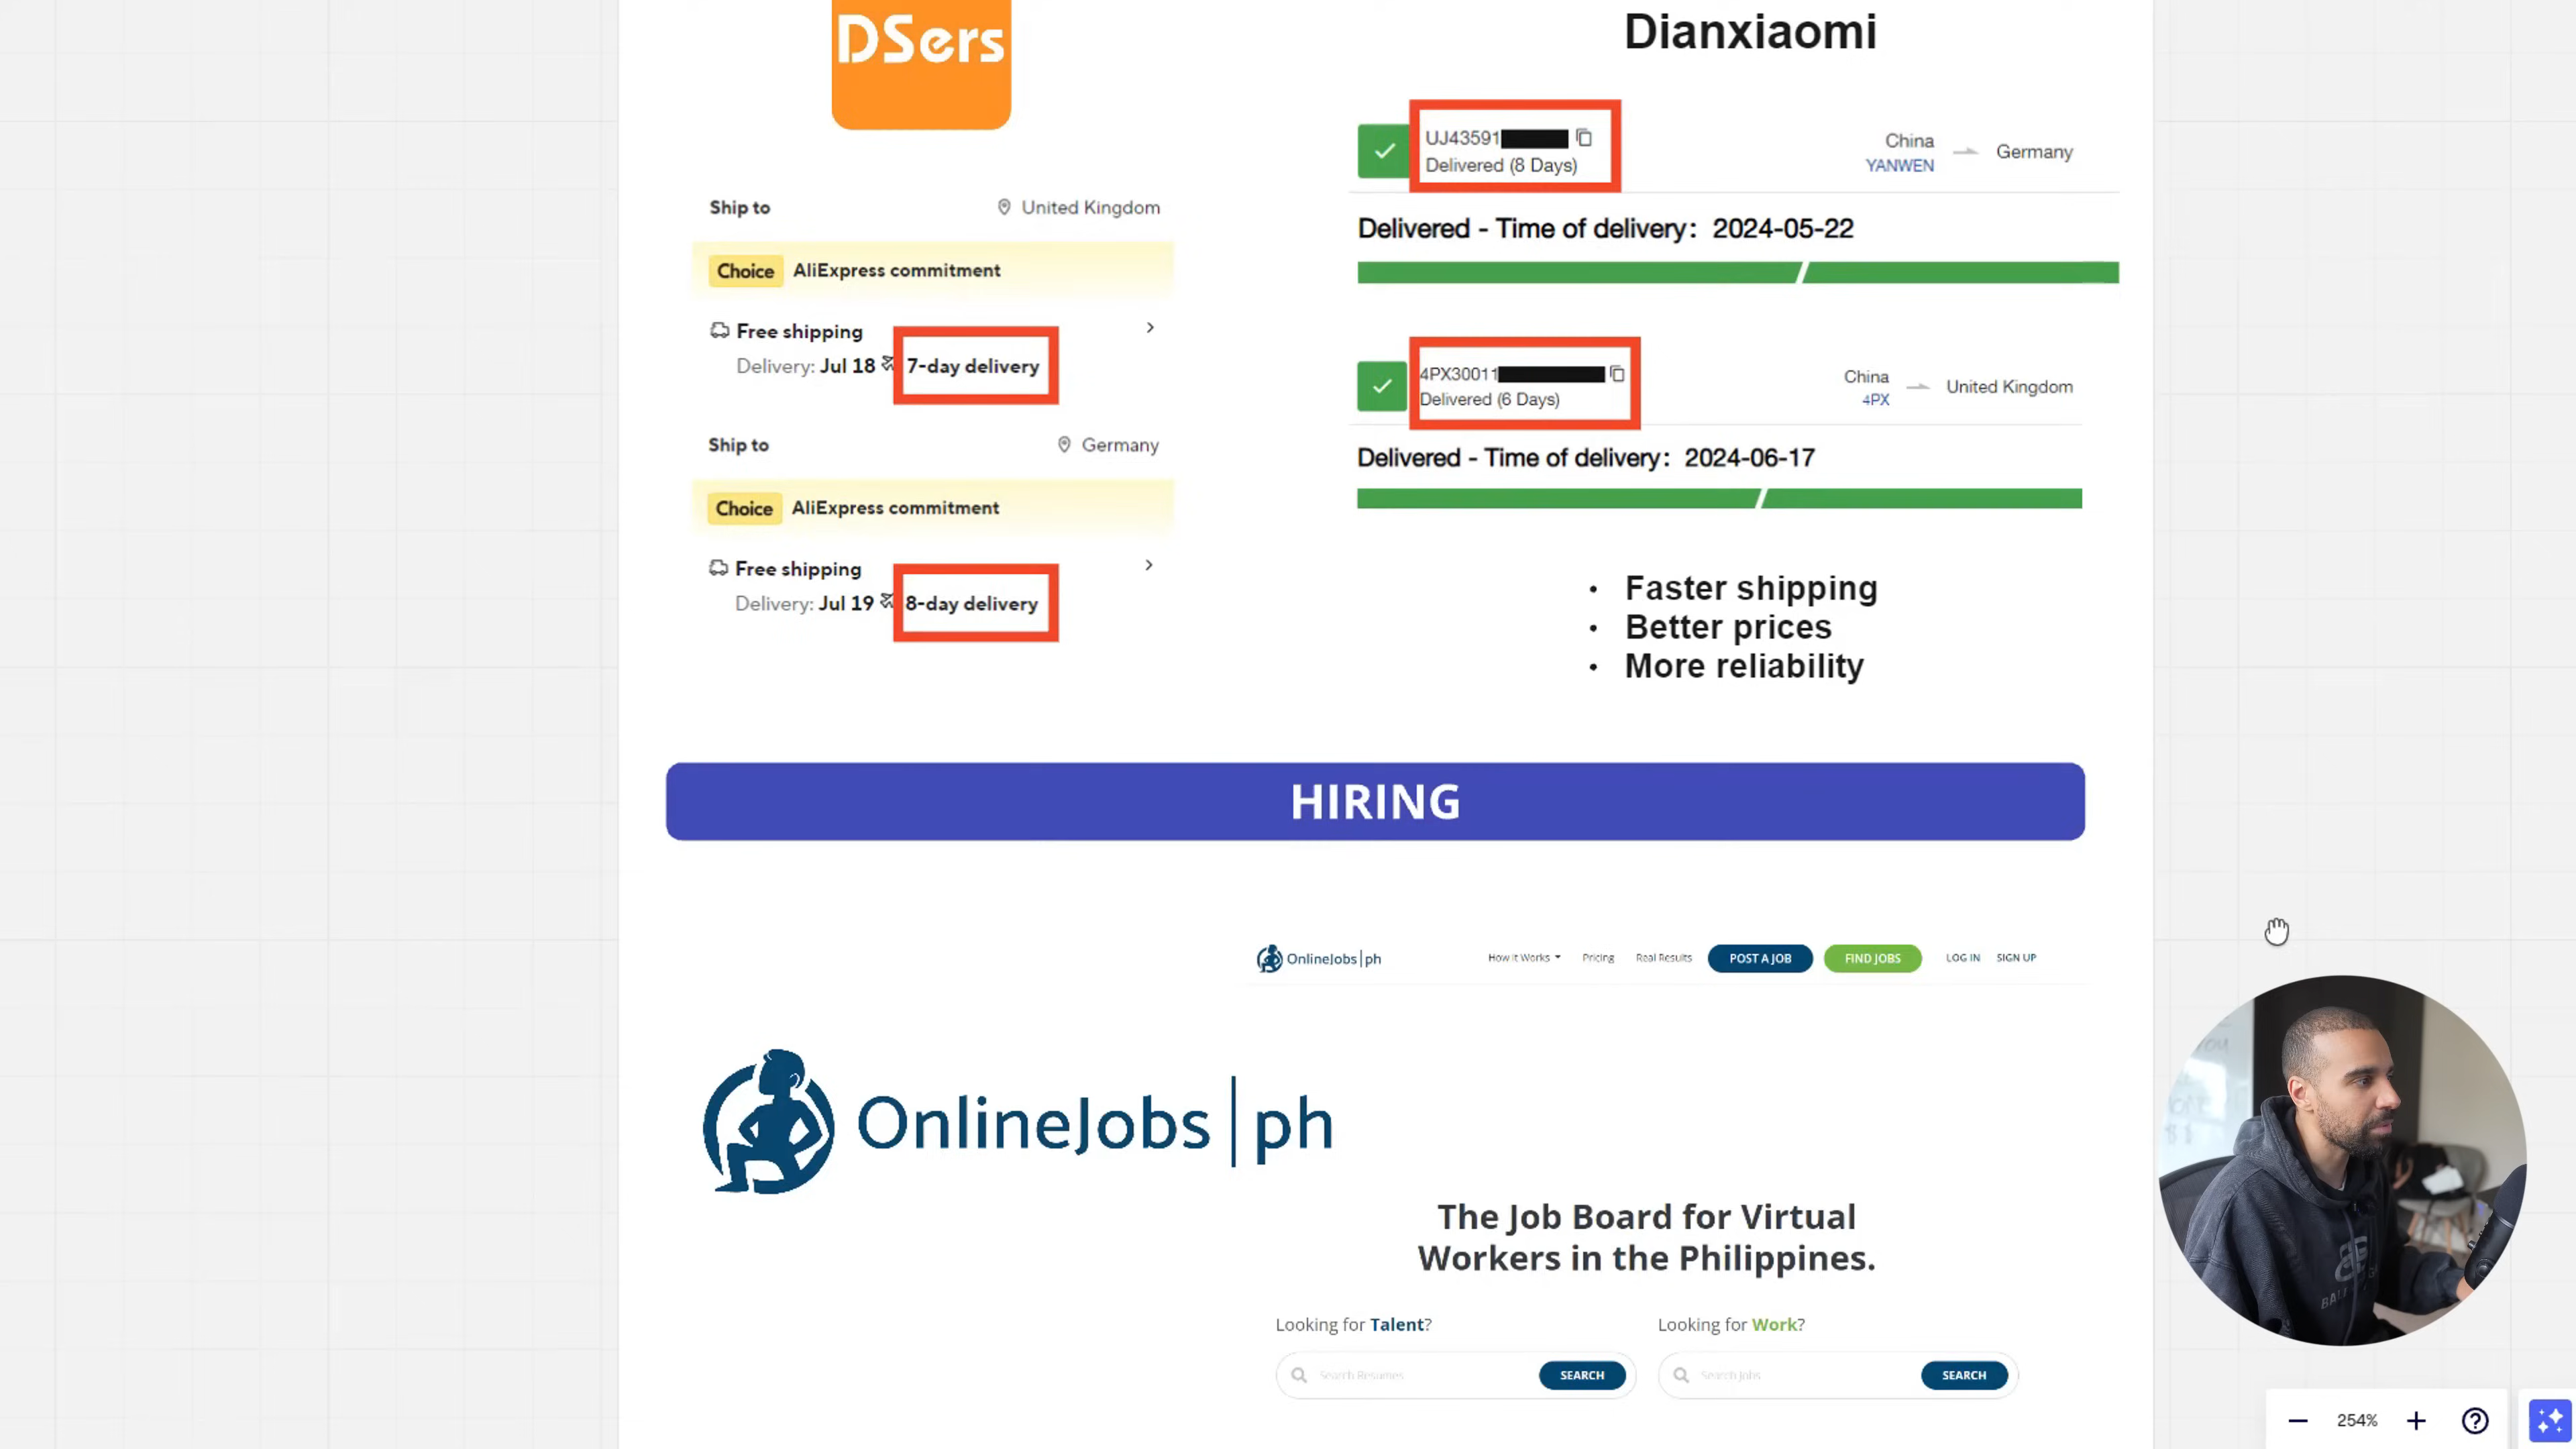 DSers
Ship to
United Kingdom
Choice AliExpress commitment
Free shipping
Delivery: Jul 18
7-day delivery
Ship to
Germany
Choice AliExpress commitment
Free shipping
Delivery: Jul 19
8-day delivery
Dianxiaomi
UJ43591
Delivered (8 Days)
China
YANWEN
Germany
Delivered - Time of delivery: 2024-05-22
4PX30011
Delivered (6 Days)
China
4PX
United Kingdom
Delivered - Time of delivery: 2024-06-17
• Faster shipping
• Better prices
• More reliability
HIRING
OnlineJobs|ph
How It Works
Pricing
Real Results
POST A JOB
FIND JOBS
LOG IN
SIGN UP
OnlineJobs|ph
The Job Board for Virtual
Workers in the Philippines.
Looking for Talent?
Search Resumes
SEARCH
Looking for Work?
Search Jobs
SEARCH
254%